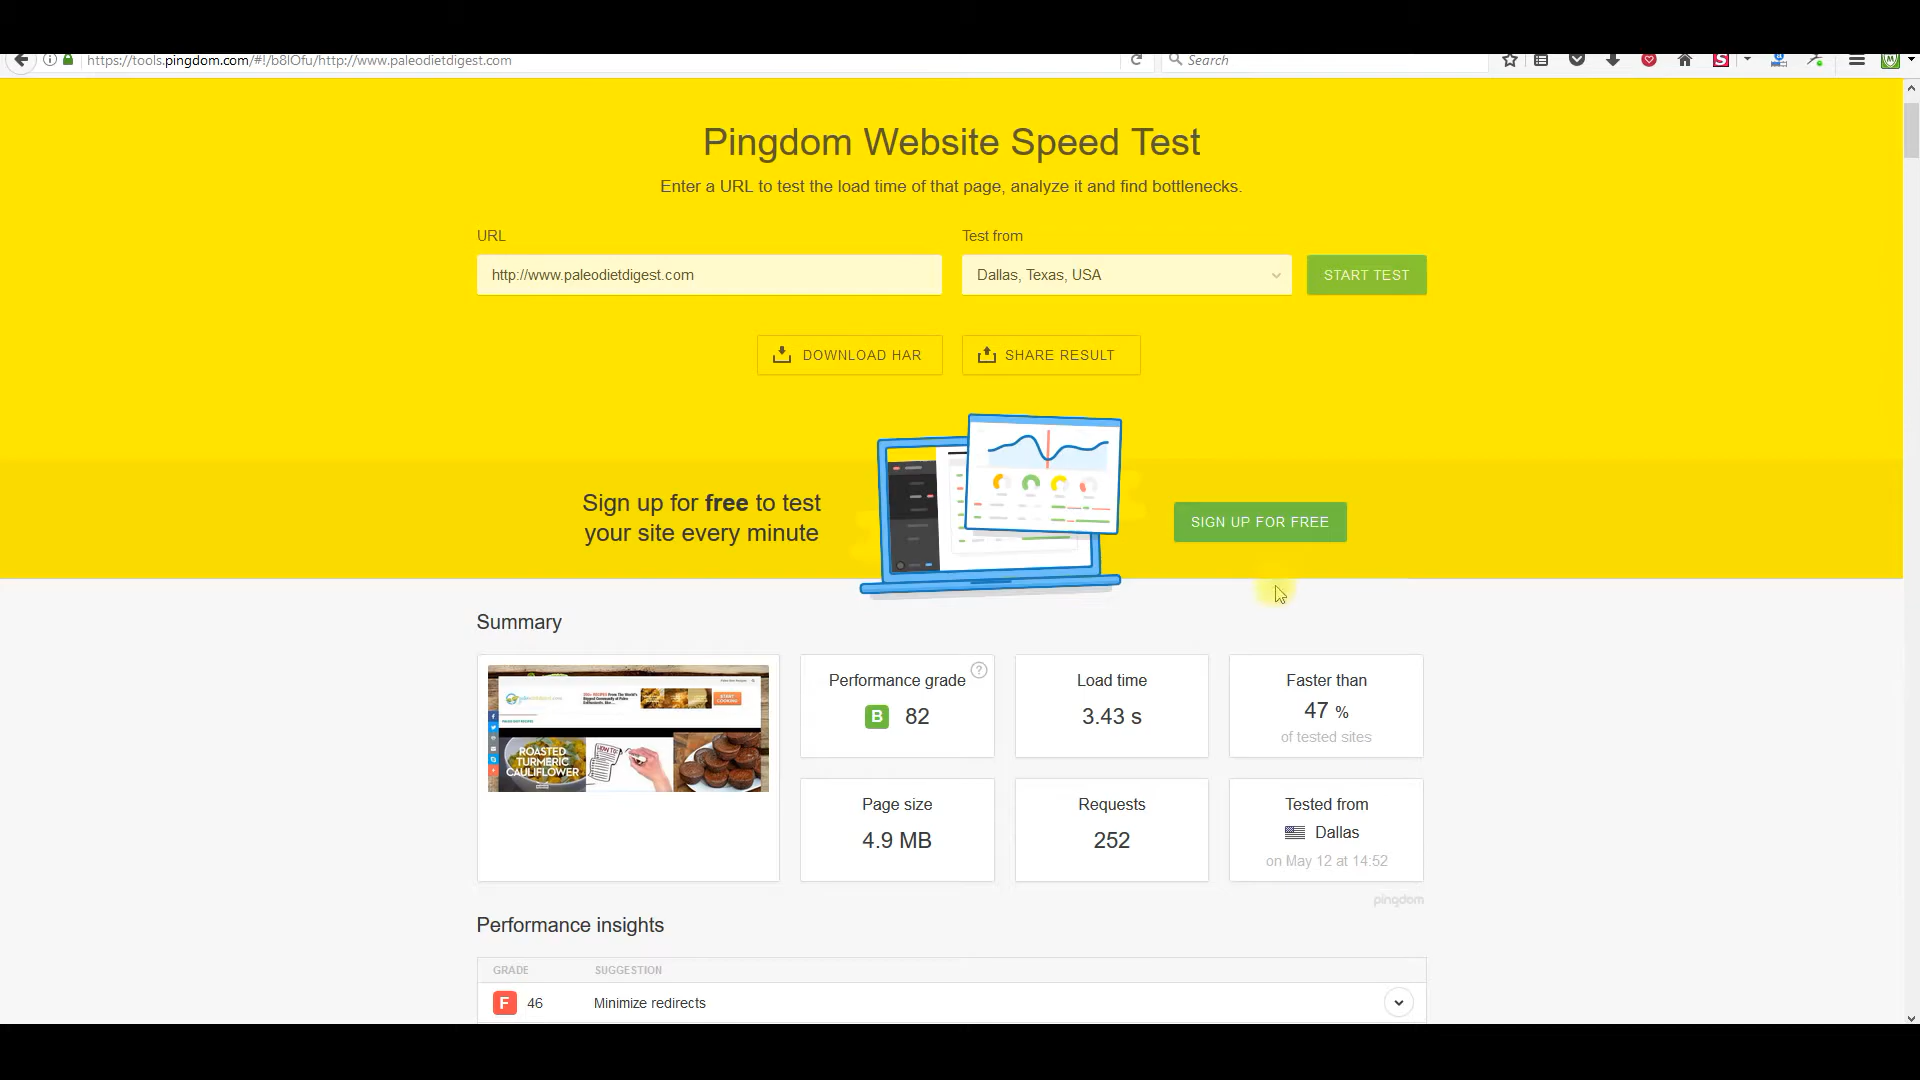 https://tools.pingdom.com/#!/b8lOfu/http://www.paleodietdigest.com
Search
Pingdom Website Speed Test
Enter a URL to test the load time of that page, analyze it and find bottlenecks.
URL
Test from
http://www.paleodietdigest.com
Dallas, Texas, USA
START TEST
DOWNLOAD HAR
SHARE RESULT
Sign up for free to test
your site every minute
SIGN UP FOR FREE
Summary
ROASTED
TURMERIC
CAULIFLOWER
HOW TO
START
COOKING
Performance grade
?
B 82
Load time
3.43 s
Faster than
47 %
of tested sites
Page size
4.9 MB
Requests
252
Tested from
Dallas
on May 12 at 14:52
pingdom
Performance insights
GRADE
SUGGESTION
F 46
Minimize redirects